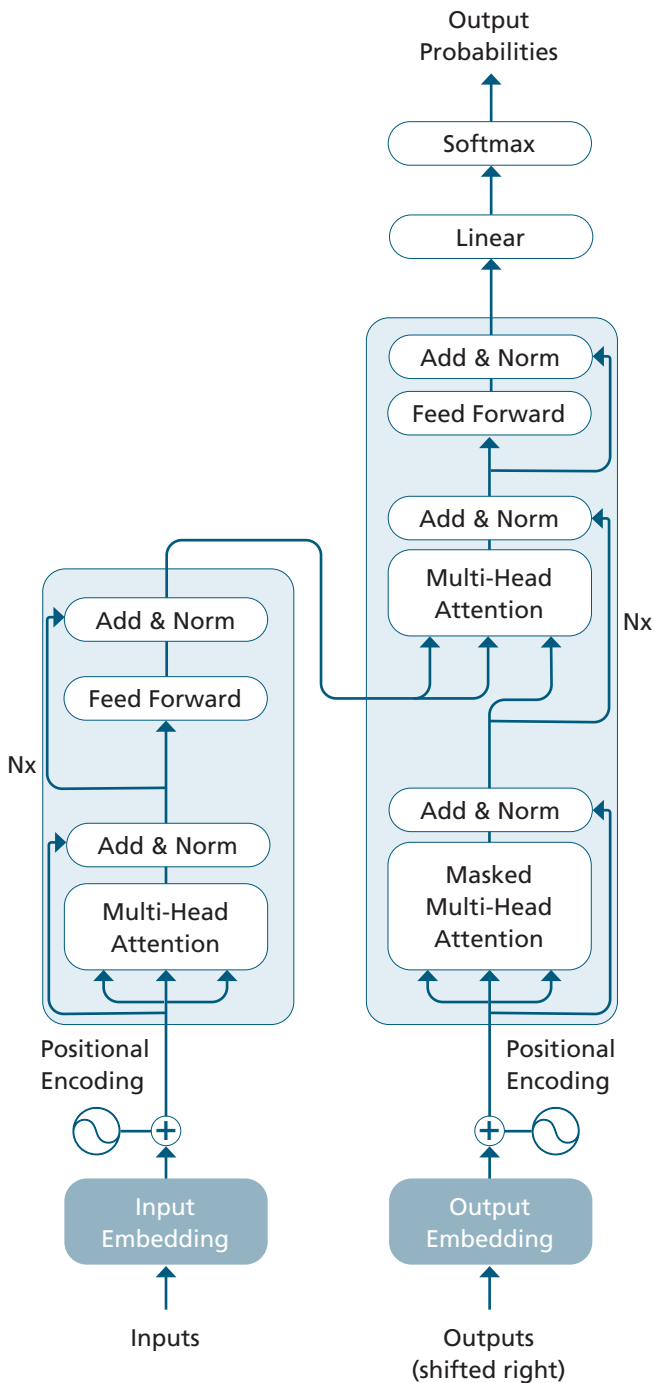 Output
Probabilities
Softmax
Linear
Add & Norm
Feed Forward
Add & Norm
Multi-Head
Attention
Nx
Add & Norm
Masked
Multi-Head
Attention
Add & Norm
Feed Forward
Nx
Add & Norm
Multi-Head
Attention
Positional
Encoding
Input
Embedding
Inputs
Positional
Encoding
Output
Embedding
Outputs
(shifted right)